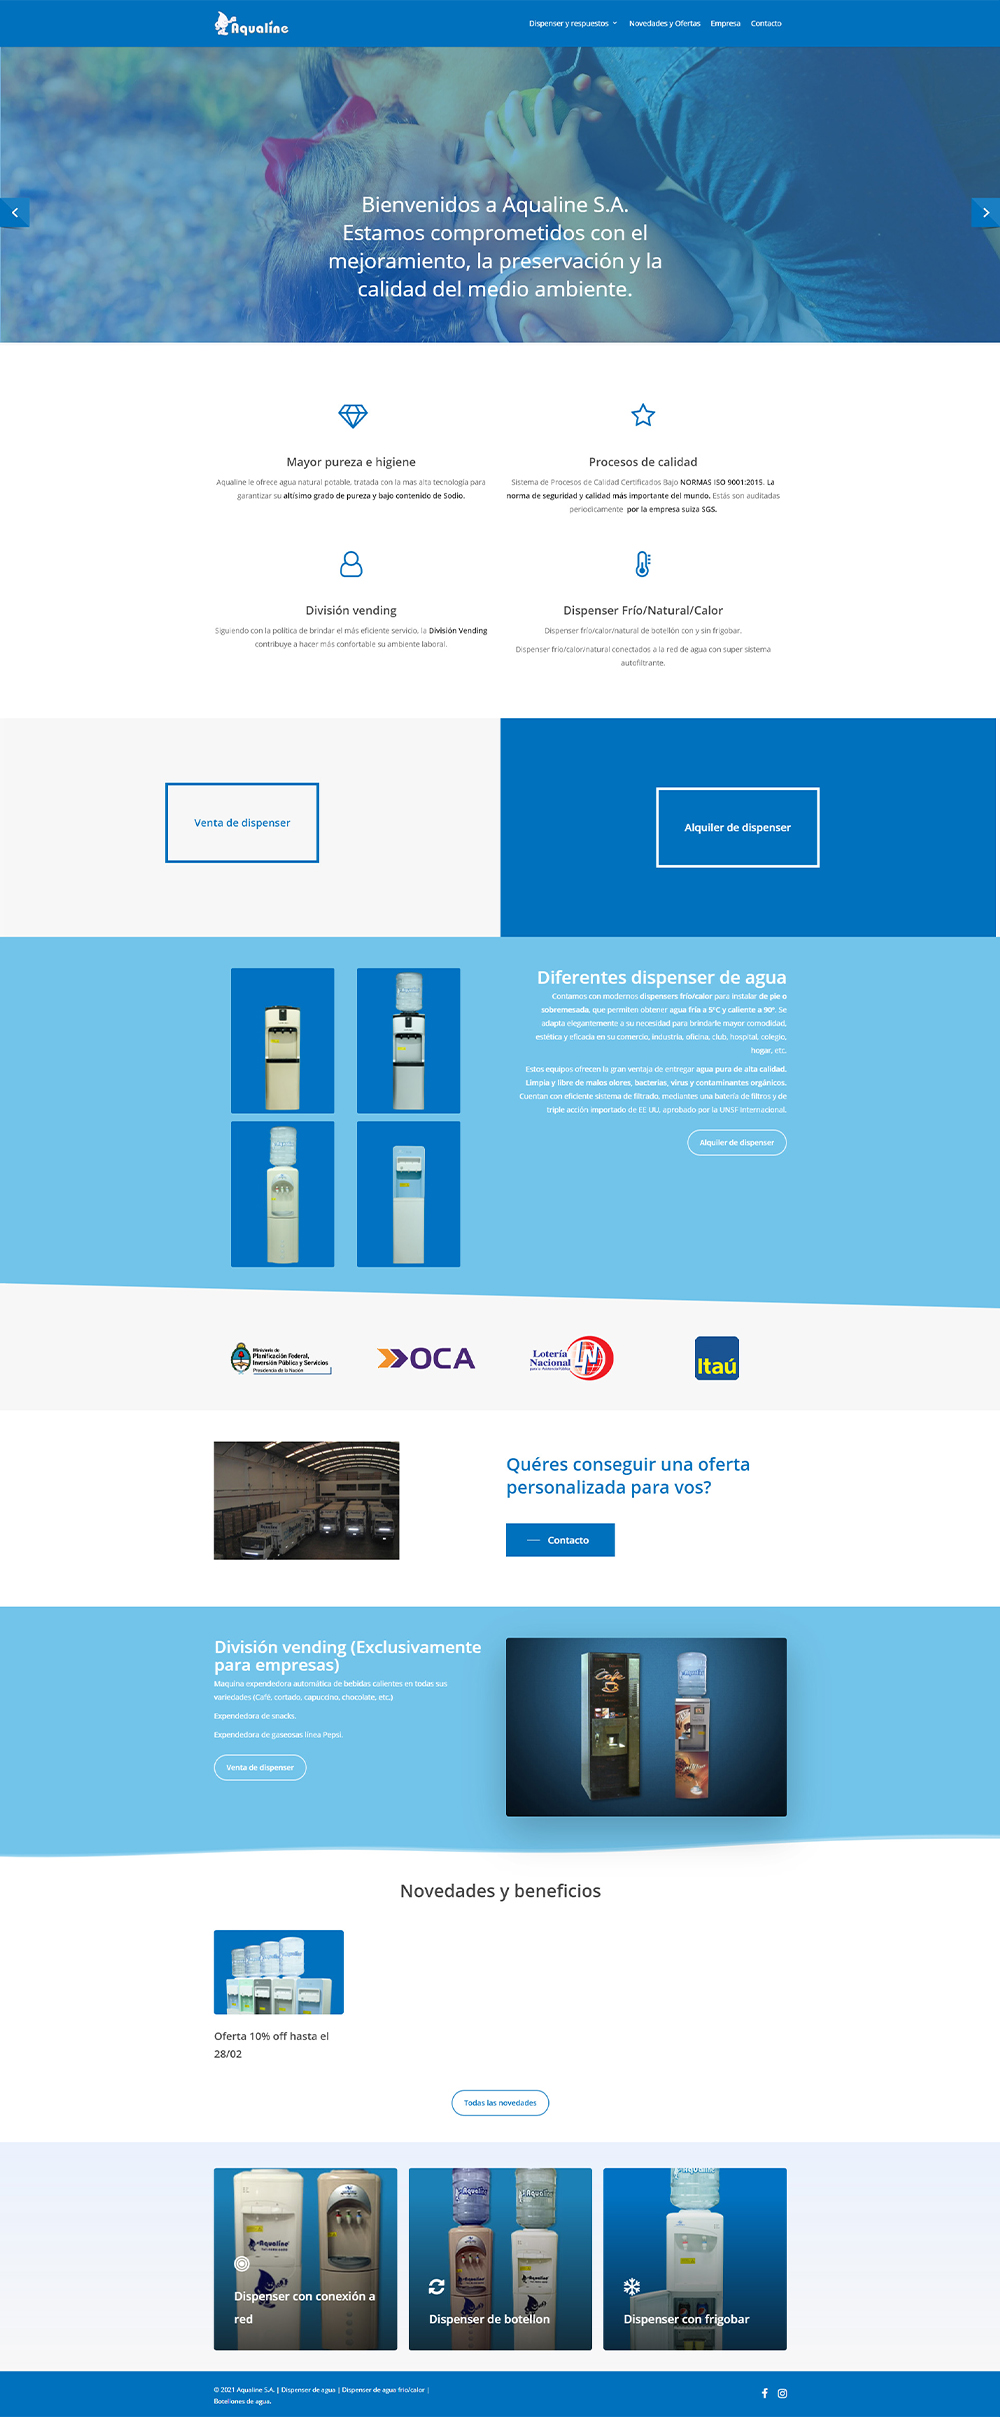 Aqualine
Dispenser y respuestos
Novedades y Ofertas
Empresa
Contacto
Bienvenidos a Aqualine S.A.
Estamos comprometidos con el
mejoramiento, la preservación y la
calidad del medio ambiente.
Mayor pureza e higiene
Aqualine le ofrece agua natural potable, tratada con la mas alta tecnología para
garantizar su altísimo grado de pureza y bajo contenido de Sodio.
Procesos de calidad
Sistema de Procesos de Calidad Certificados Bajo NORMAS ISO 9001:2015. La
norma de seguridad y calidad más importante del mundo. Estás son auditadas
periodicamente por la empresa suiza SGS.
División vending
Siguiendo con la política de brindar el más eficiente servicio, la División Vending
contribuye a hacer más confortable su ambiente laboral.
Dispenser Frío/Natural/Calor
Dispenser frío/calor/natural de botellón con y sin frigobar.
Dispenser frio/calor/natural conectados a la red de agua con super sistema
autofiltrante.
Venta de dispenser
Alquiler de dispenser
Diferentes dispenser de agua
Contamos con modernos dispensers frío/calor para instalar de pie o
sobremesada, que permiten obtener agua fría a 5°C y caliente a 90°. Se
adapta elegantemente a su necesidad para brindarle mayor comodidad,
estética y eficacia en su comercio, industria, oficina, club, hospital, colegio,
hogar, etc.
Estos equipos ofrecen la gran ventaja de entregar agua pura de alta calidad.
Limpia y libre de malos olores, bacterias, virus y contaminantes orgánicos.
Cuentan con eficiente sistema de filtrado, mediantes una batería de filtros y de
triple acción importado de EE UU, aprobado por la UNSF Internacional.
Alquiler de dispenser
Ministerio de
Planificación Federal,
Inversión Pública y Servicios
Presidencia de la Nación
OCA
Lotería
Nacional
LN
Itaú
Quéres conseguir una oferta
personalizada para vos?
Contacto
Aqualine
División vending (Exclusivamente
para empresas)
Maquina expendedora automática de bebidas calientes en todas sus
variedades (Café, cortado, capuccino, chocolate, etc.)
Expendedora de snacks.
Expendedora de gaseosas línea Pepsi.
Venta de dispenser
Cafe
Novedades y beneficios
Aqualine
Oferta 10% off hasta el
28/02
Todas las novedades
Aqualine
Dispenser con conexión a
red
Aqualine
Aqualine
Aqualine
Dispenser de botellon
Aqualine
Dispenser con frigobar
© 2021 Aqualine S.A. | Dispenser de agua | Dispenser de agua frio/calor |
Botellones de agua.